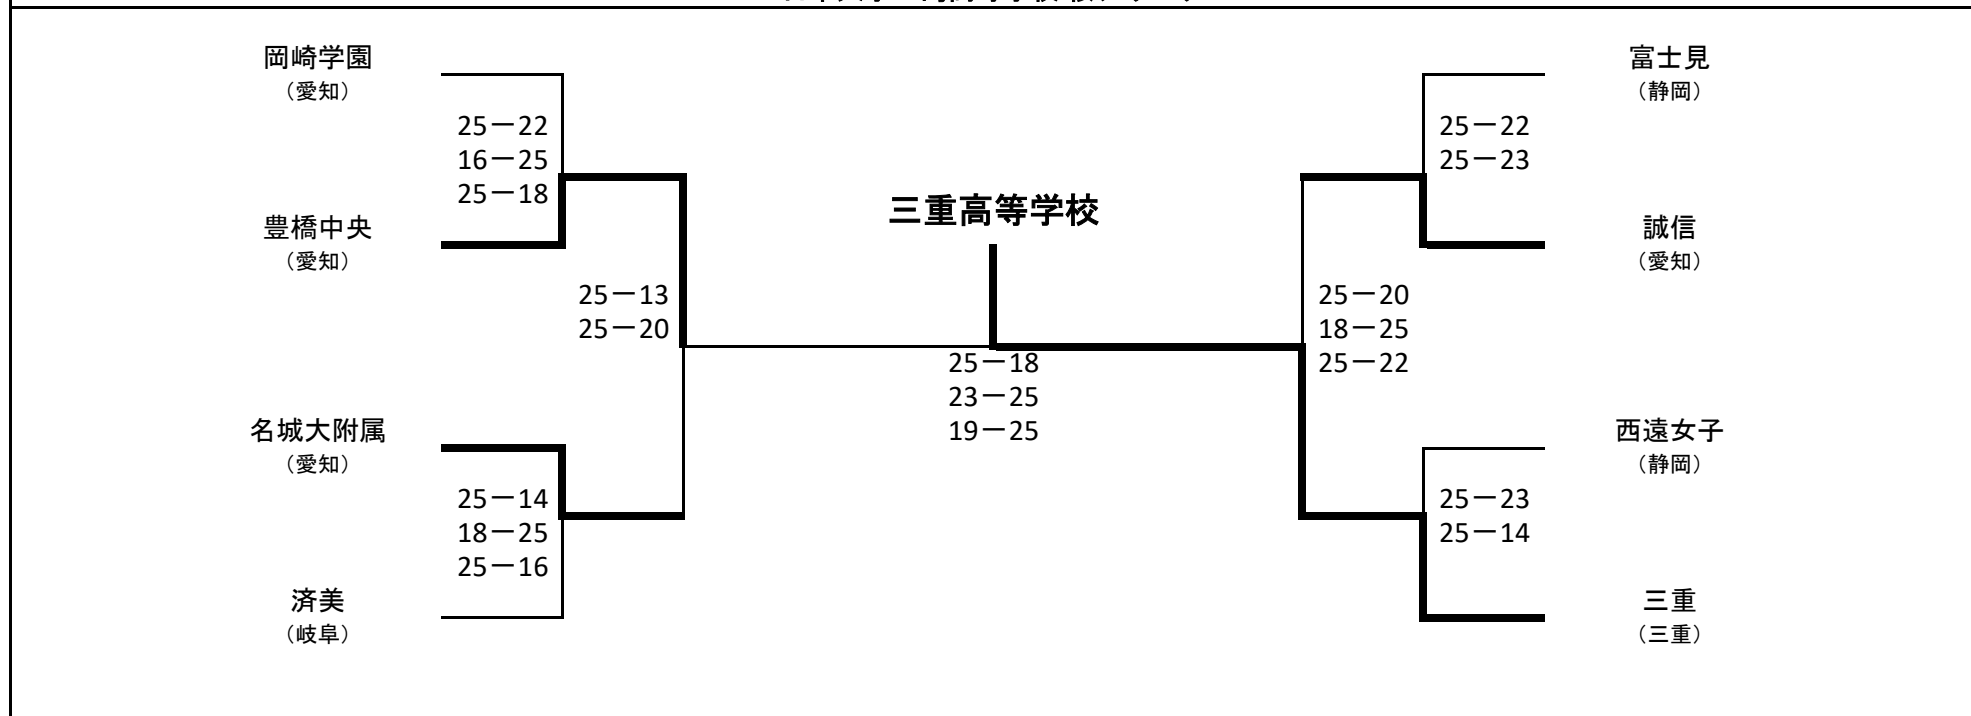 岡崎学園
（愛知）
25－22
16－25
25－18
豊橋中央
（愛知）
25－13
25－20
名城大附属
（愛知）
25－14
18－25
25－16
済美
（岐阜）
三重高等学校
25－18
23－25
19－25
富士見
（静岡）
25－22
25－23
誠信
（愛知）
25－20
18－25
25－22
西遠女子
（静岡）
25－23
25－14
三重
（三重）